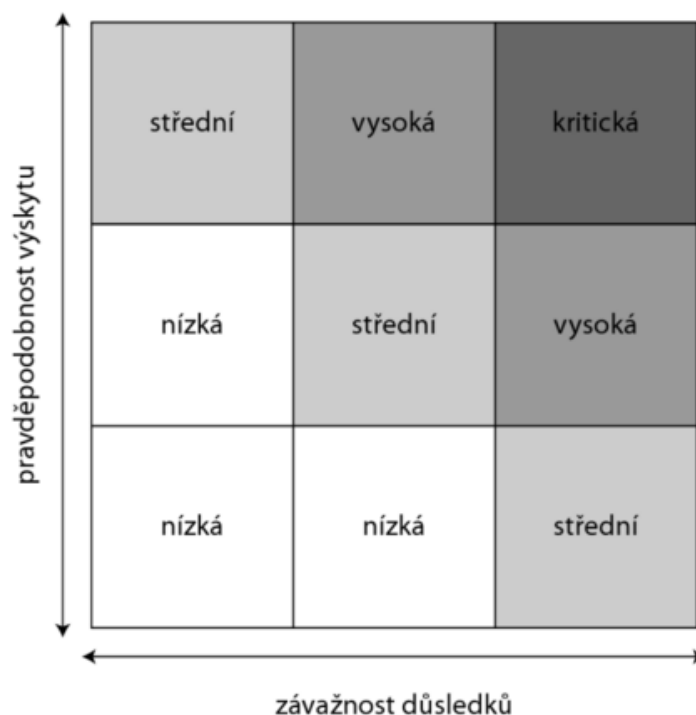 pravděpodobnost výskytu
střední vysoká kritická
nízká střední vysoká
nízká nízká střední
závažnost důsledků